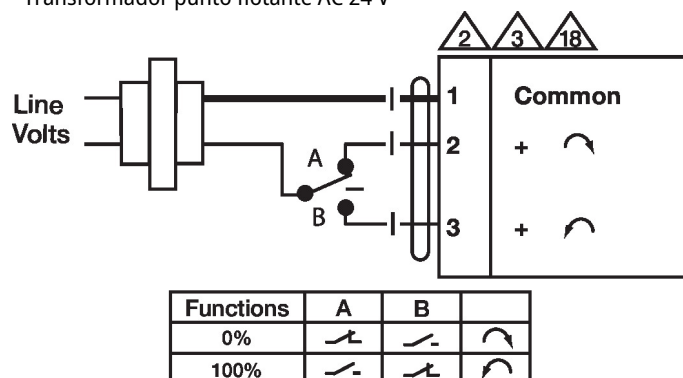 Transformador punto flotante AC 24 V
2 3 18
Line
Volts
1 Common
A
2 +
B
3 +
Functions A B
0%
100%